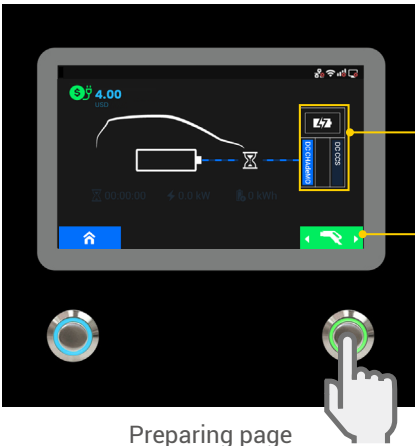 4.00
USD
DC CHAdeMO
DC CCS
00:00:00
0.0 kW
0 kWh
Preparing page